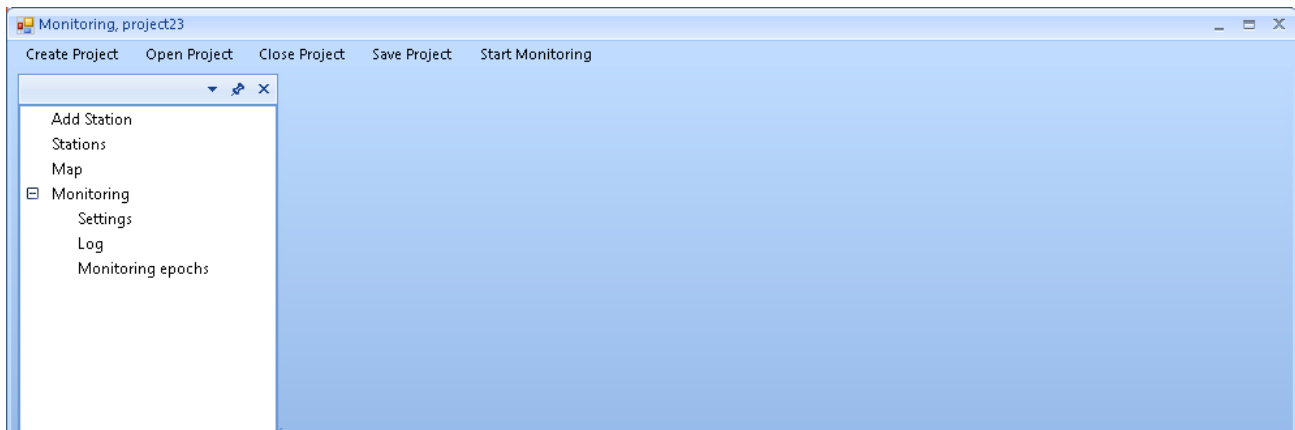 Monitoring, project23
Create Project Open Project Close Project Save Project Start Monitoring
Add Station
Stations
Map
Monitoring
Settings
Log
Monitoring epochs